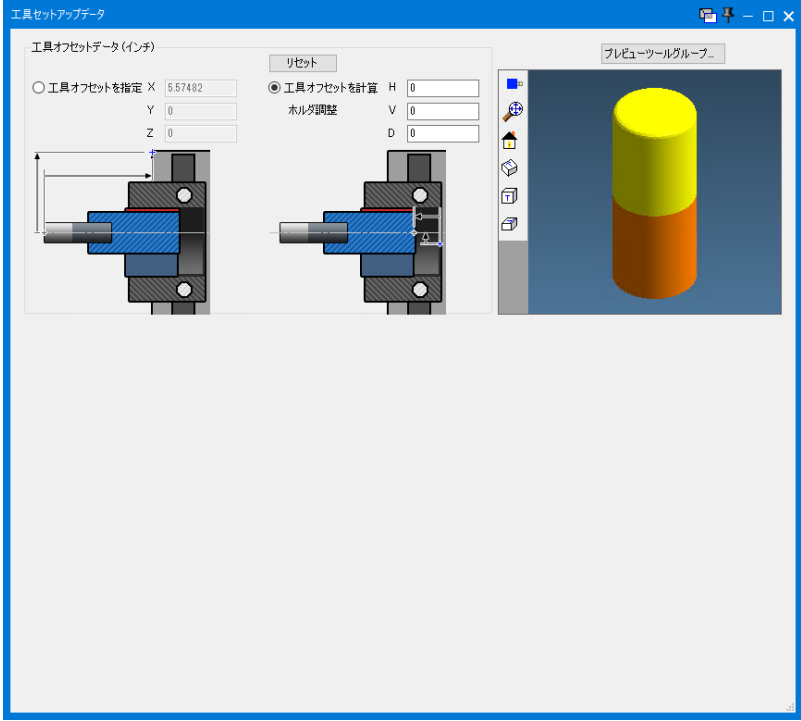 工具セットアップデータ
工具オフセットデータ (インチ)
リセット
プレビューツールグループ...
工具オフセットを指定 X 5.57482
工具オフセットを計算 H 0
Y 0
ホルダ調整 V 0
Z 0
D 0
T